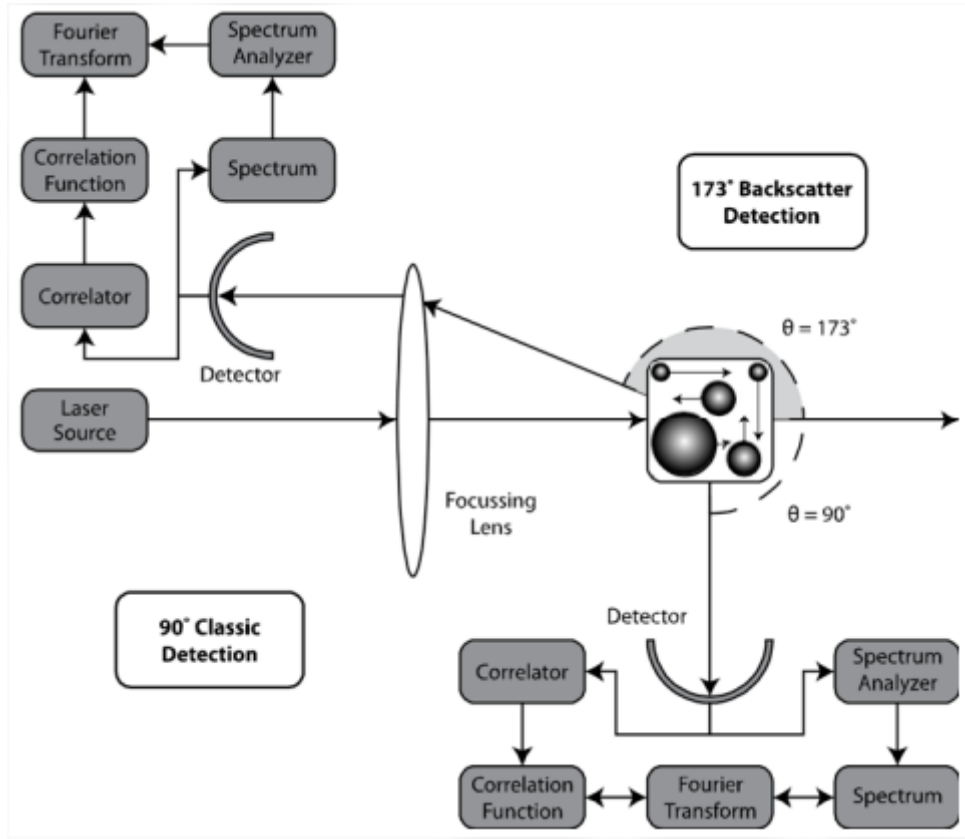 Fourier
Transform
Spectrum
Analyzer
Correlation
Function
Spectrum
173° Backscatter
Detection
Correlator
Detector
θ = 173°
Laser
Source
Focussing
Lens
θ = 90°
90° Classic
Detection
Detector
Correlator
Spectrum
Analyzer
Correlation
Function
Fourier
Transform
Spectrum